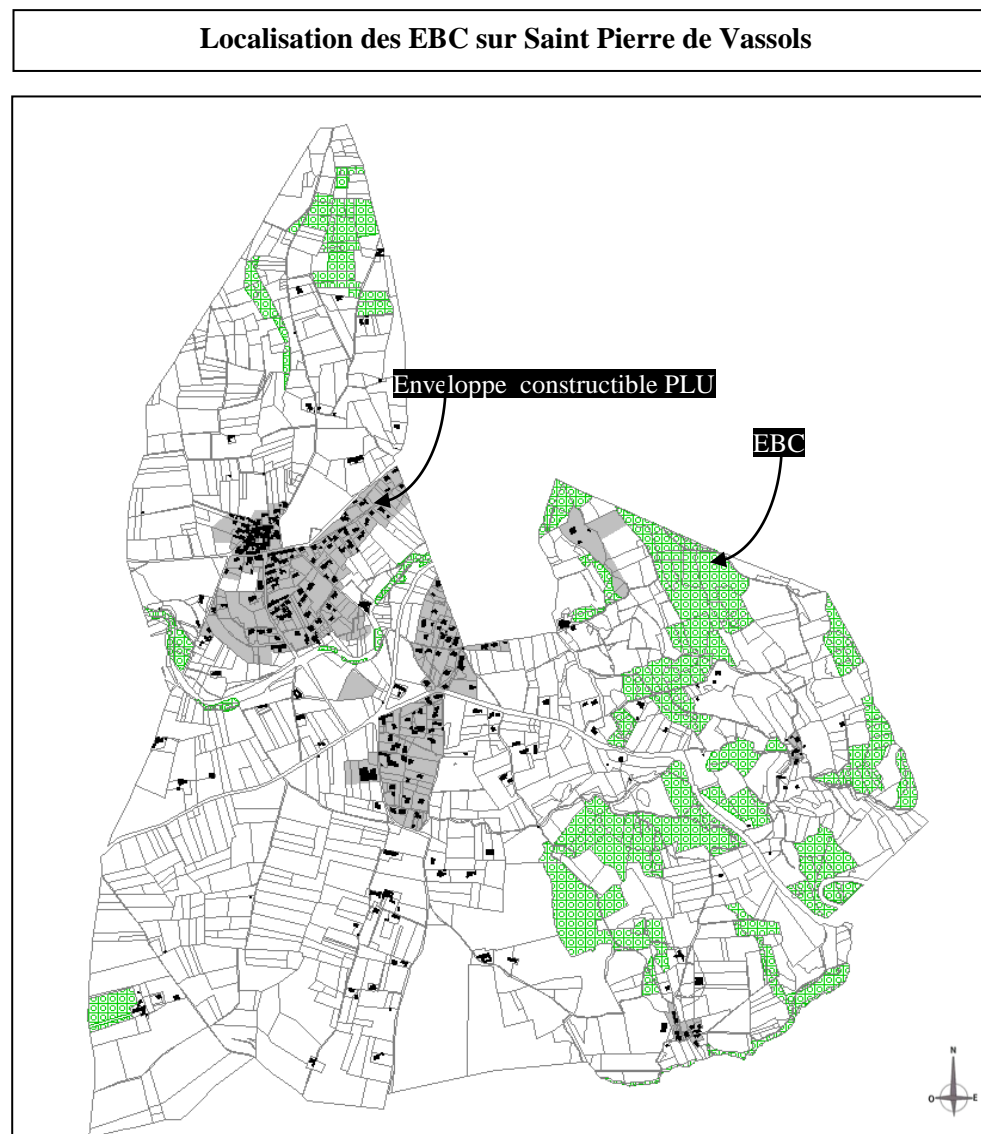 Localisation des EBC sur Saint Pierre de Vassols
Enveloppe constructible PLU
EBC
N
O
E